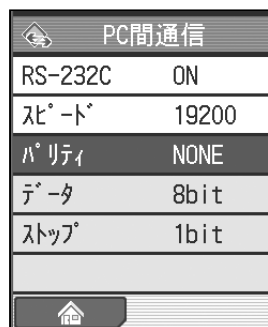 PC間通信
RS-232C ON
ｽﾋﾟｰﾄﾞ 19200
ﾊﾟﾘﾃｨ NONE
ﾃﾞｰﾀ 8bit
ｽﾄｯﾌﾟ 1bit